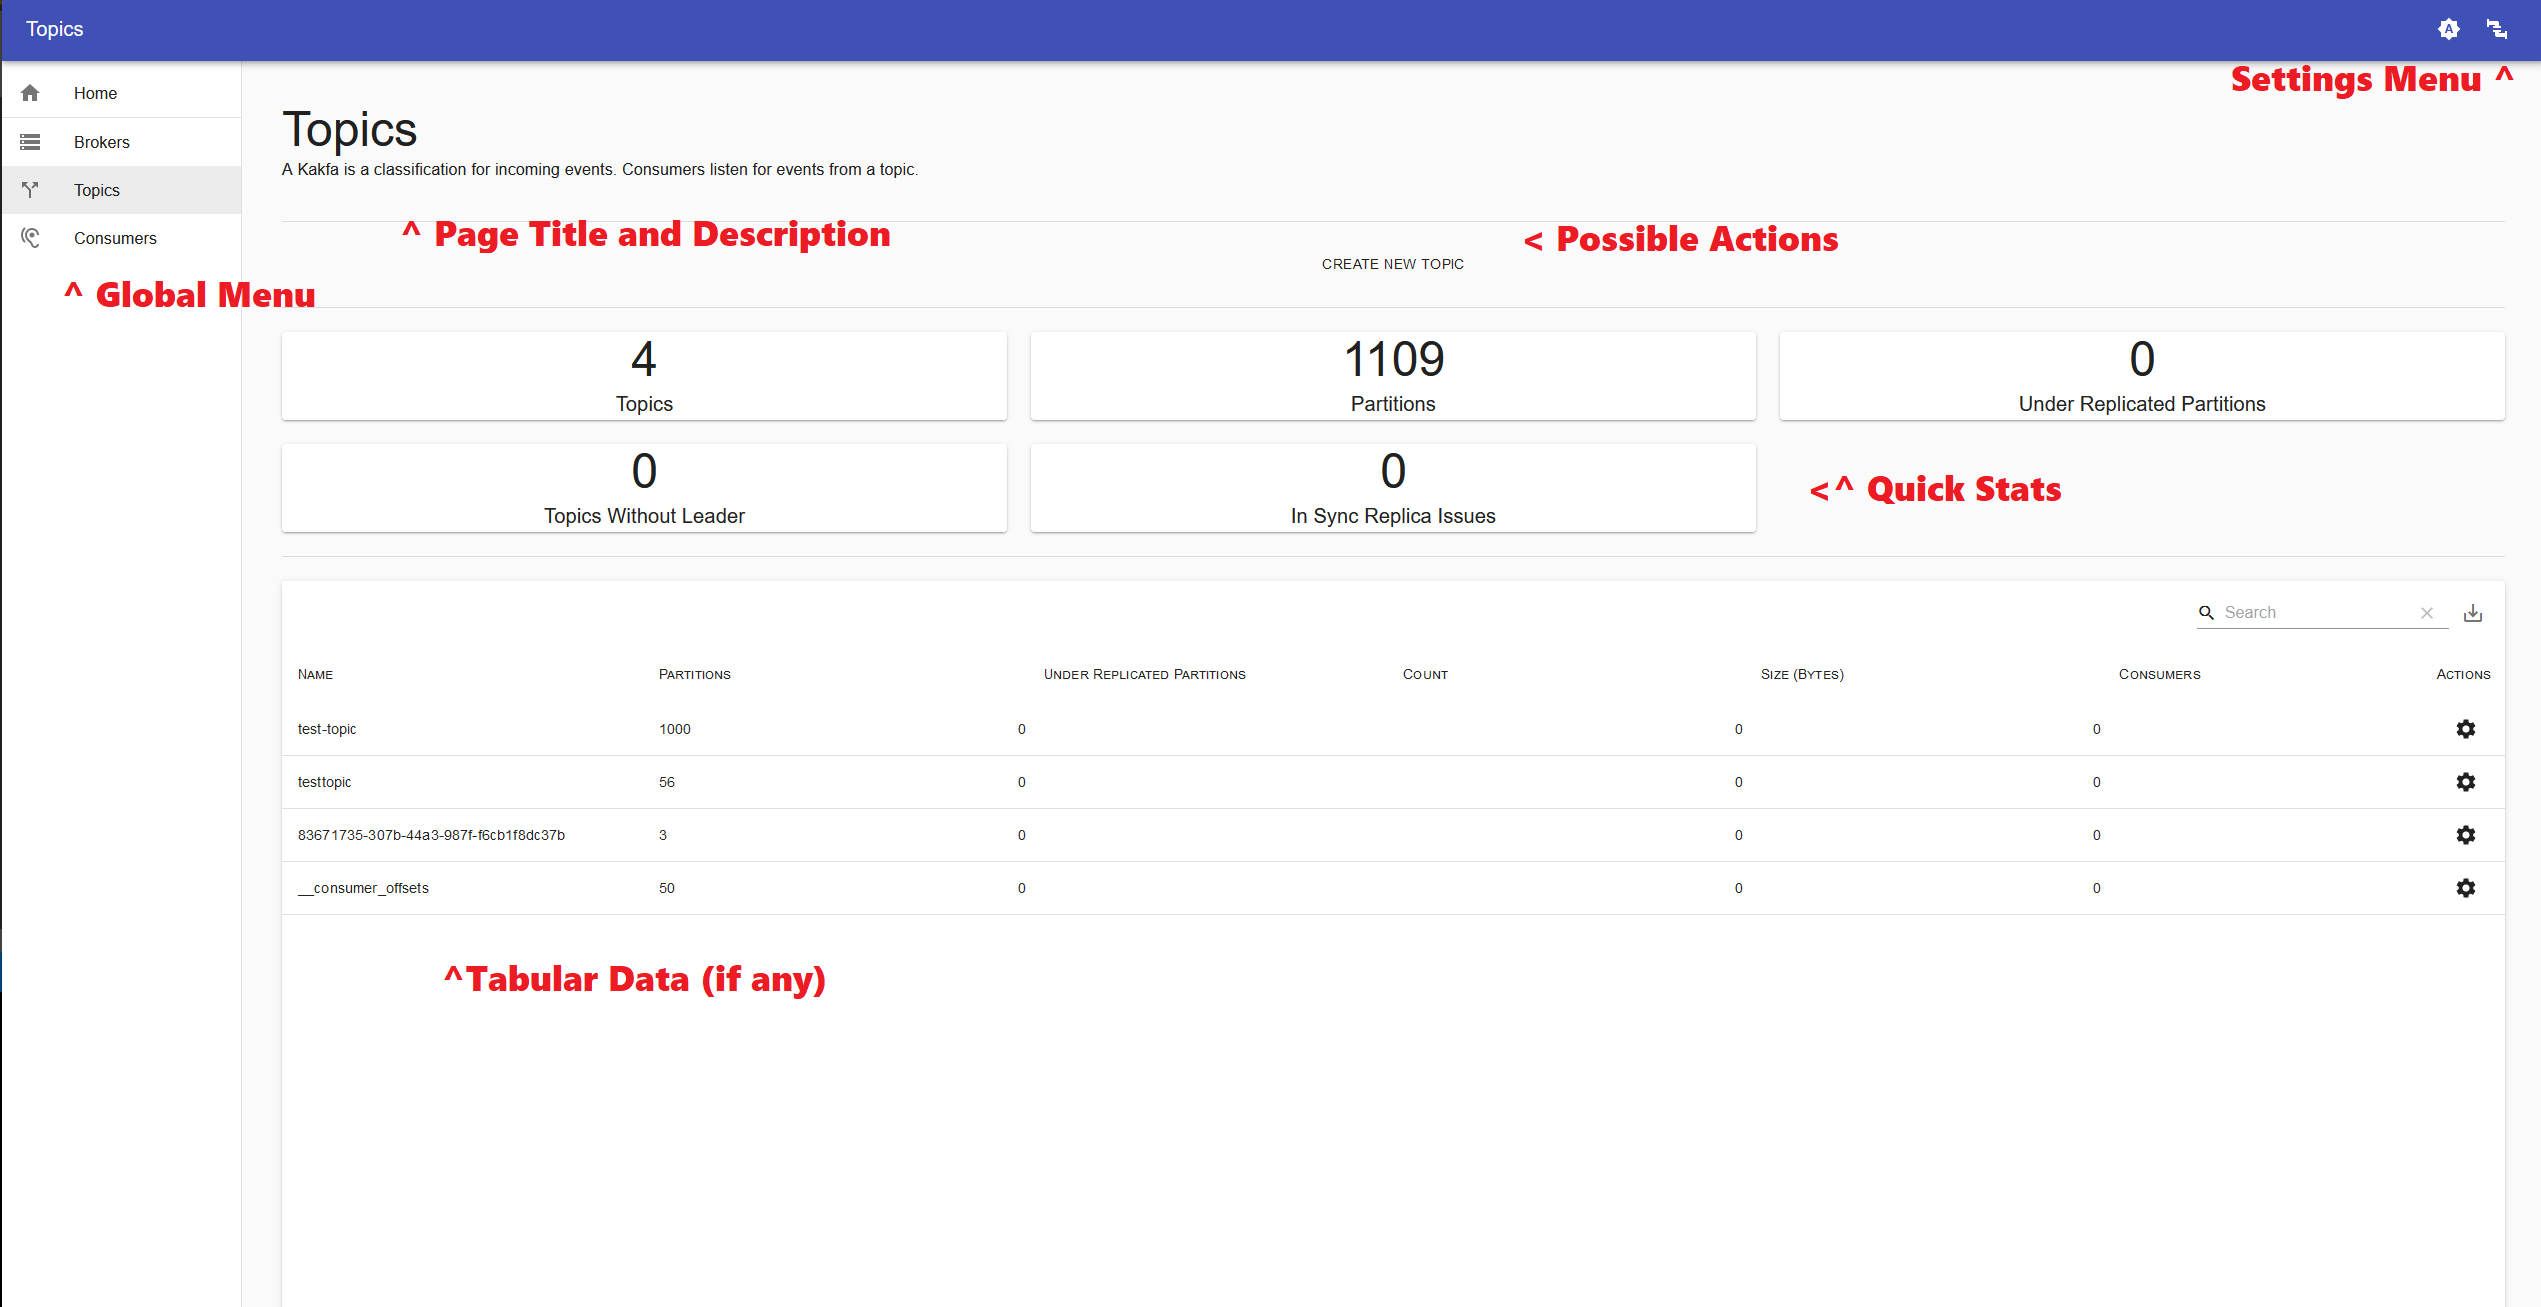 Topics
Settings Menu ^
Home
Brokers
Topics
Consumers
^ Global Menu
Topics
A Kakfa is a classification for incoming events. Consumers listen for events from a topic.
^ Page Title and Description
< Possible Actions
CREATE NEW TOPIC
4
Topics
1109
Partitions
0
Under Replicated Partitions
0
Topics Without Leader
0
In Sync Replica Issues
<^ Quick Stats
Search
NAME PARTITIONS UNDER REPLICATED PARTITIONS COUNT SIZE (BYTES) CONSUMERS ACTIONS
test-topic 1000 0 0 0
testtopic 56 0 0 0
83671735-307b-44a3-987f-f6cb1f8dc37b 3 0 0 0
__consumer_offsets 50 0 0 0
^Tabular Data (if any)